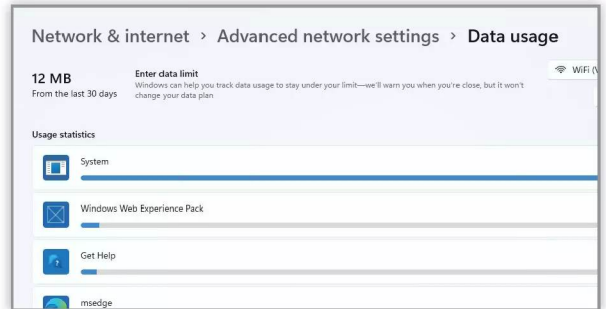 Network & internet > Advanced network settings > Data usage
12 MB
From the last 30 days
Enter data limit
Windows can help you track data usage to stay under your limit—we'll warn you when you're close, but it won't
change your data plan
WiFi (
Usage statistics
System
Windows Web Experience Pack
Get Help
msedge